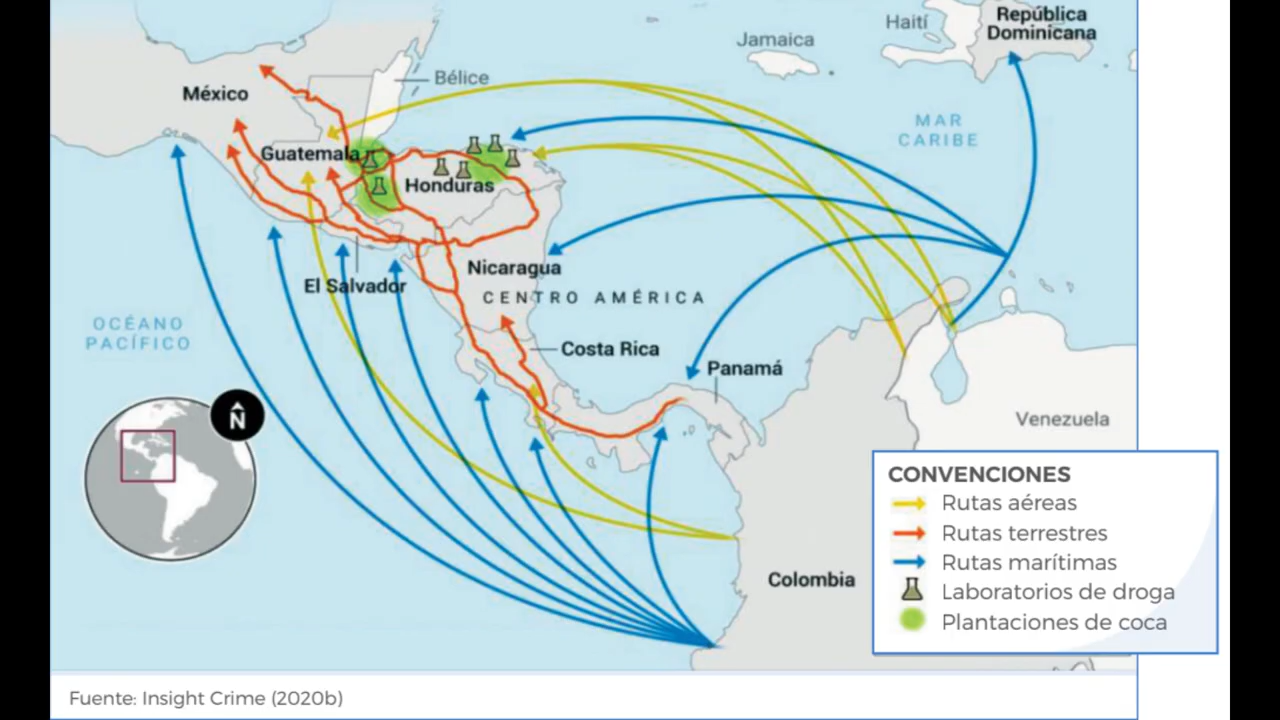 Haití
República
Dominicana
Jamaica
Bélice
México
MAR
CARIBE
Guatemala
Honduras
Nicaragua
El Salvador
CENTRO AMÉRICA
OCÉANO
PACÍFICO
Costa Rica
Panamá
N
Venezuela
Colombia
CONVENCIONES
Rutas aéreas
Rutas terrestres
Rutas marítimas
Laboratorios de droga
Plantaciones de coca
Fuente: Insight Crime (2020b)